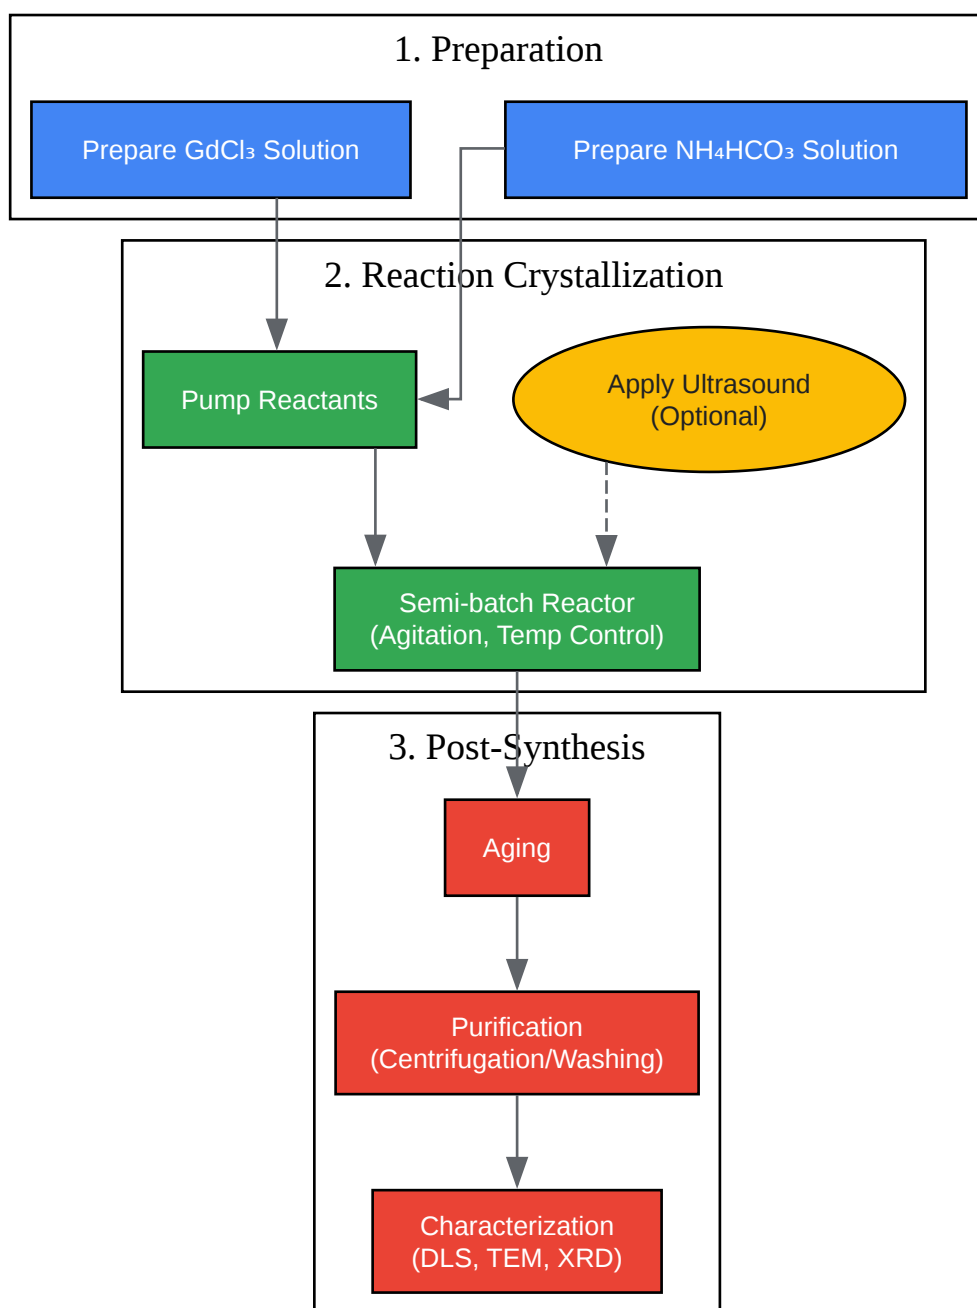 1. Preparation
Prepare GdCl₃ Solution
Prepare NH₄HCO₃ Solution
2. Reaction Crystallization
Pump Reactants
Apply Ultrasound
(Optional)
Semi-batch Reactor
(Agitation, Temp Control)
3. Post-Synthesis
Aging
Purification
(Centrifugation/Washing)
Characterization
(DLS, TEM, XRD)